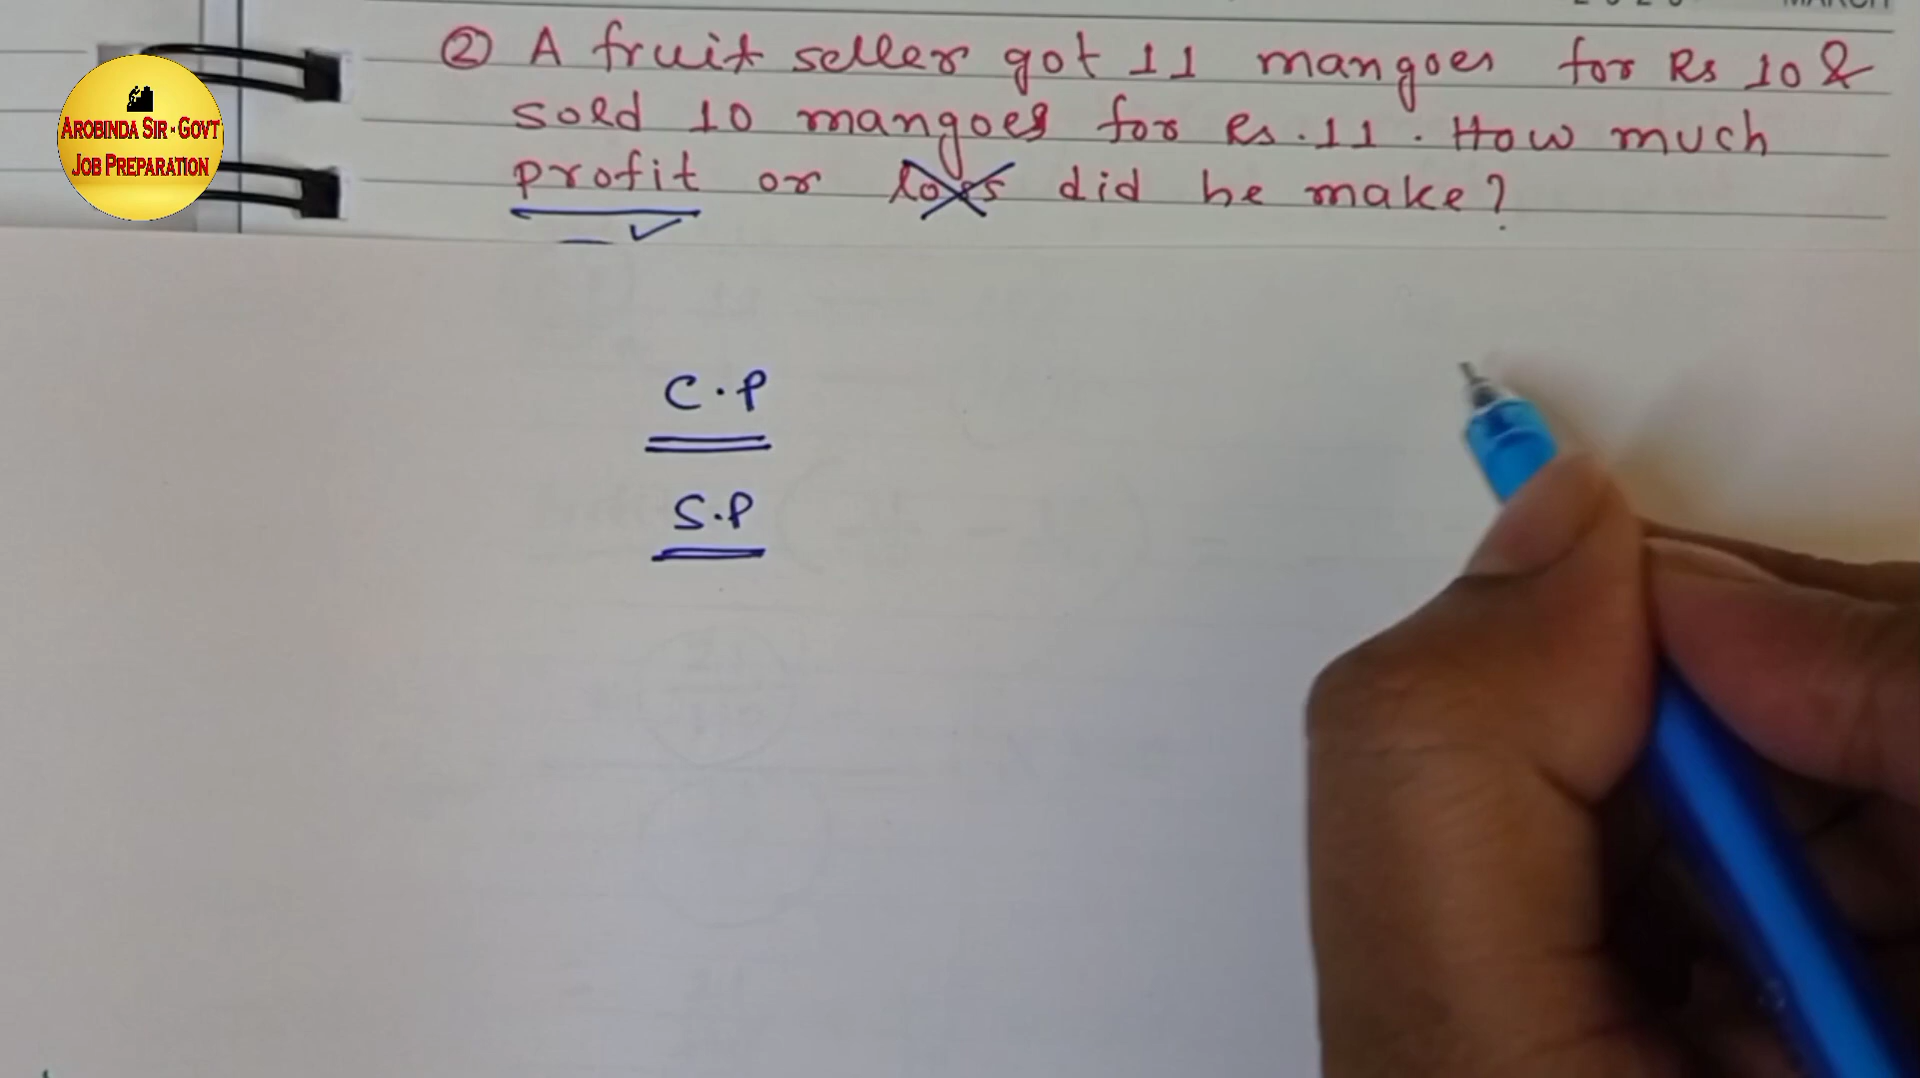 ② A fruit seller got 11 mangoes for Rs 10 &
sold 10 mangoes for Rs. 11. How much
profit or loss did he make?
C.P
S.P
AROBINDA SIR - GOVT
JOB PREPARATION